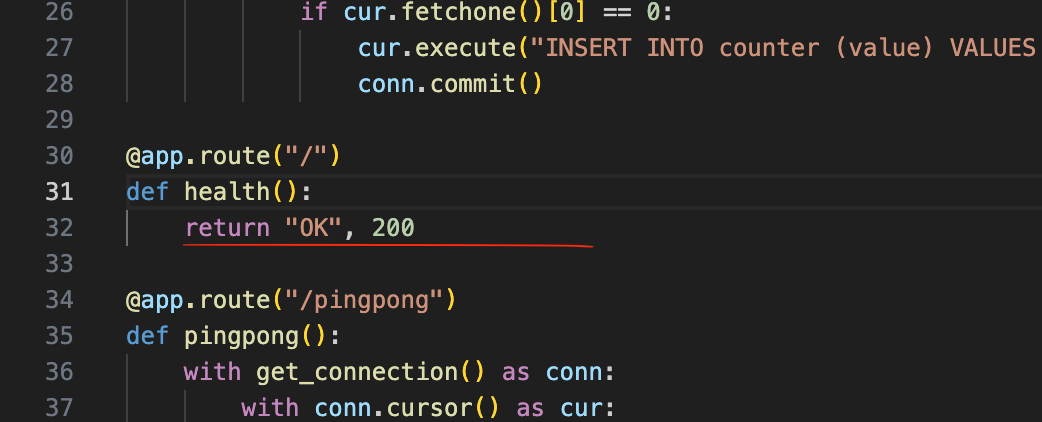 26 if cur.fetchone()[0] == 0:
27 cur.execute("INSERT INTO counter (value) VALUES
28 conn.commit()
29
30 @app.route("/")
31 def health():
32 return "OK", 200
33
34 @app.route("/pingpong")
35 def pingpong():
36 with get_connection() as conn:
37 with conn.cursor() as cur: